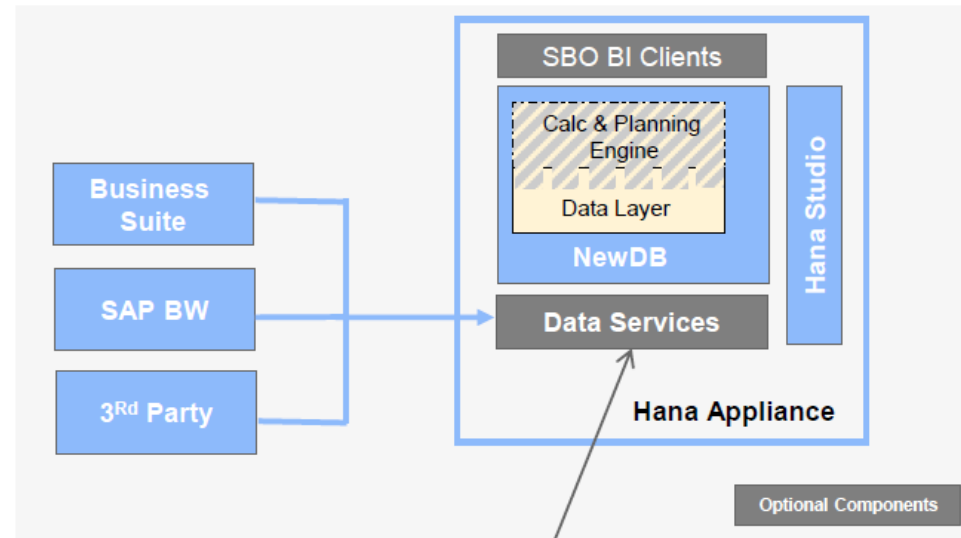 SBO BI Clients
Calc & Planning
Engine
Data Layer
NewDB
Hana Studio
Business
Suite
SAP BW
3Rd Party
Data Services
Hana Appliance
Optional Components